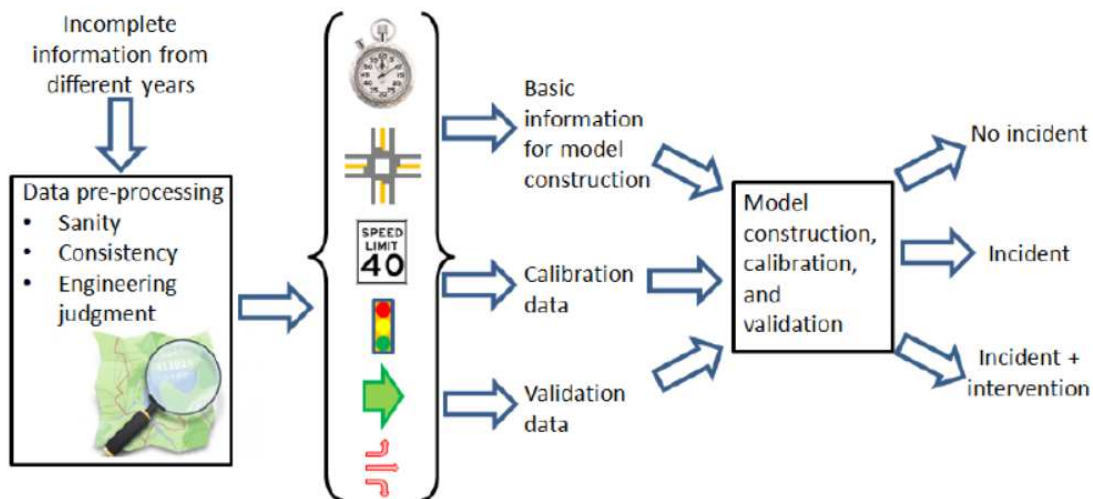 Incomplete
information from
different years
Data pre-processing
• Sanity
• Consistency
• Engineering
judgment
SPEED
LIMIT
40
Basic
information
for model
construction
Calibration
data
Validation
data
Model
construction,
calibration,
and
validation
No incident
Incident
Incident +
intervention